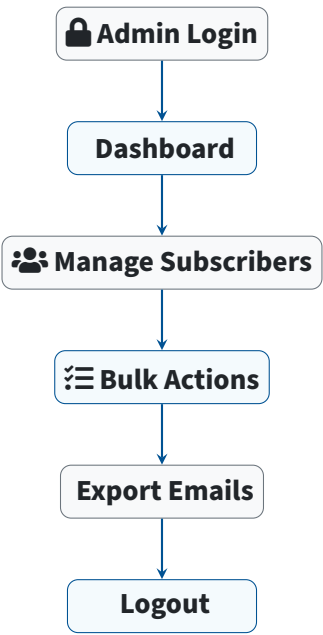 Admin Login
Dashboard
Manage Subscribers
Bulk Actions
Export Emails
Logout